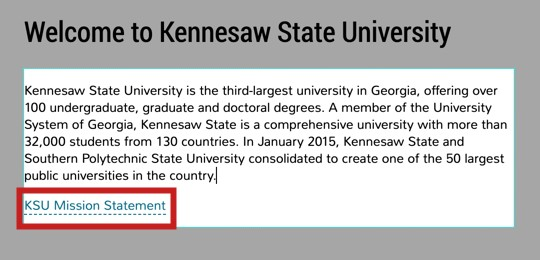 Welcome to Kennesaw State University
Kennesaw State University is the third-largest university in Georgia, offering over
100 undergraduate, graduate and doctoral degrees. A member of the University
System of Georgia, Kennesaw State is a comprehensive university with more than
32,000 students from 130 countries. In January 2015, Kennesaw State and
Southern Polytechnic State University consolidated to create one of the 50 largest
public universities in the country.
KSU Mission Statement